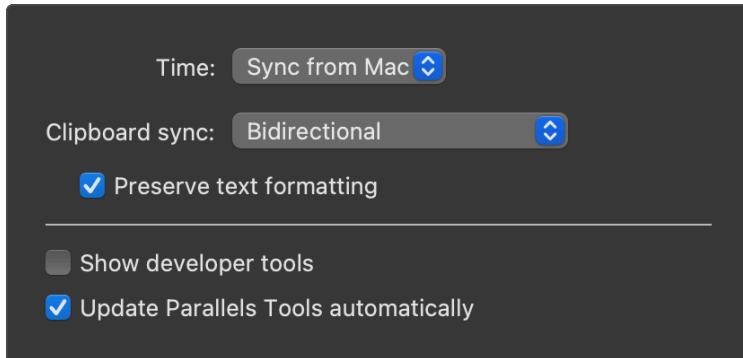 Time: Sync from Mac
Clipboard sync: Bidirectional
Preserve text formatting
Show developer tools
Update Parallels Tools automatically